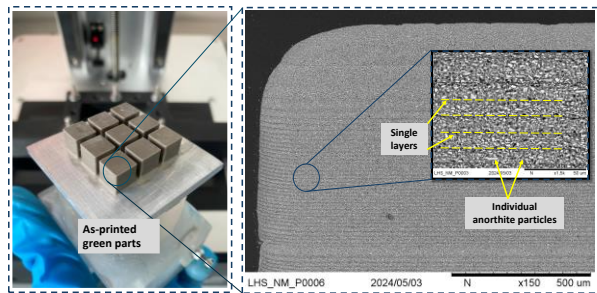 As-printed
green parts
Single
layers
LHS_NM_P0003 2024/05/03 N x1.5k 50 um
Individual
anorthite particles
LHS_NM_P0006 2024/05/03 N x150 500 um